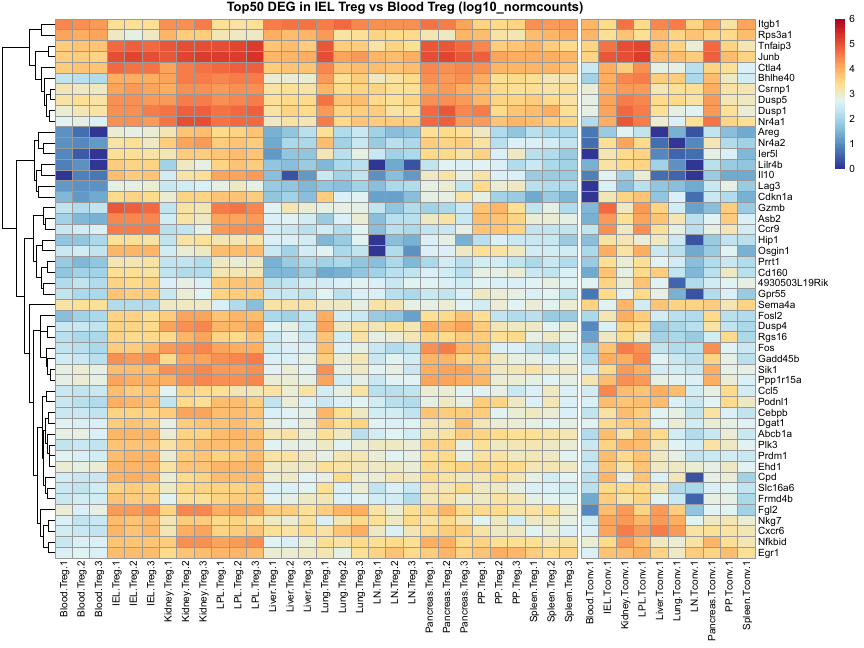 Top50 DEG in IEL Treg vs Blood Treg (log10_normcounts)
Itgb1
Rps3a1
Tnfaip3
Junb
Ctla4
Bhlhe40
Csrnp1
Dusp5
Dusp1
Nr4a1
Areg
Nr4a2
Ier5l
Lilr4b
Il10
Lag3
Cdkn1a
Gzmb
Asb2
Ccr9
Hip1
Osgin1
Prrt1
Cd160
4930503L19Rik
Gpr55
Sema4a
Fosl2
Dusp4
Rgs16
Fos
Gadd45b
Sik1
Ppp1r15a
Ccl5
Podnl1
Cebpb
Dgat1
Abcb1a
Plk3
Prdm1
Ehd1
Cpd
Slc16a6
Frmd4b
Fgl2
Nkg7
Cxcr6
Nfkbid
Egr1
6
5
4
3
2
1
0
Blood.Treg.1
Blood.Treg.2
Blood.Treg.3
IEL.Treg.1
IEL.Treg.2
IEL.Treg.3
Kidney.Treg.1
Kidney.Treg.2
Kidney.Treg.3
LPL.Treg.1
LPL.Treg.2
LPL.Treg.3
Liver.Treg.1
Liver.Treg.2
Liver.Treg.3
Lung.Treg.1
Lung.Treg.2
Lung.Treg.3
LN.Treg.1
LN.Treg.2
LN.Treg.3
Pancreas.Treg.1
Pancreas.Treg.2
Pancreas.Treg.3
PP.Treg.1
PP.Treg.2
PP.Treg.3
Spleen.Treg.1
Spleen.Treg.2
Spleen.Treg.3
Blood.Tconv.1
IEL.Tconv.1
Kidney.Tconv.1
LPL.Tconv.1
Liver.Tconv.1
Lung.Tconv.1
LN.Tconv.1
Pancreas.Tconv.1
PP.Tconv.1
Spleen.Tconv.1